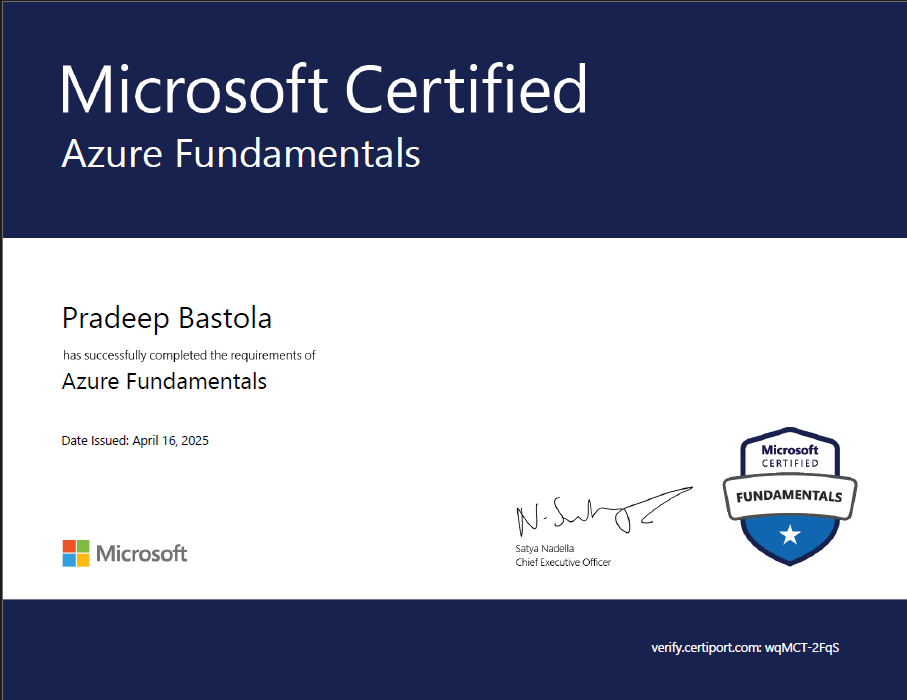 Microsoft Certified
Azure Fundamentals
Pradeep Bastola
has successfully completed the requirements of
Azure Fundamentals
Date Issued: April 16, 2025
Microsoft
CERTIFIED
FUNDAMENTALS
N. Satya
Satya Nadella
Chief Executive Officer
Microsoft
verify.certiport.com: wqMCT-2FqS